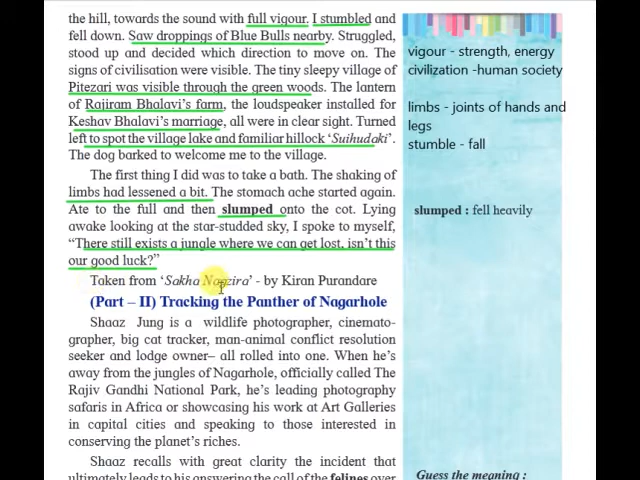 the hill, towards the sound with full vigour. I stumbled and
fell down. Saw droppings of Blue Bulls nearby. Struggled,
stood up and decided which direction to move on. The
signs of civilisation were visible. The tiny sleepy village of
Pitezari was visible through the green woods. The lantern
of Rajiram Bhalavi's farm, the loudspeaker installed for
Keshav Bhalavi's marriage, all were in clear sight. Turned
left to spot the village lake and familiar hillock 'Suihudoki'.
The dog barked to welcome me to the village.
The first thing I did was to take a bath. The shaking of
limbs had lessened a bit. The stomach ache started again.
Ate to the full and then slumped onto the cot. Lying
awake looking at the star-studded sky, I spoke to myself,
"There still exists a jungle where we can get lost, isn't this
our good luck?"
Taken from 'Sakha Nagzira' - by Kiran Purandare
(Part – II) Tracking the Panther of Nagarhole
Shaaz Jung is a wildlife photographer, cinemato-
grapher, big cat tracker, man-animal conflict resolution
seeker and lodge owner– all rolled into one. When he's
away from the jungles of Nagarhole, officially called The
Rajiv Gandhi National Park, he's leading photography
safaris in Africa or showcasing his work at Art Galleries
in capital cities and speaking to those interested in
conserving the planet's riches.
Shaaz recalls with great clarity the incident that
ultimately leads to his answering the call of the felines over
vigour - strength, energy
civilization -human society
limbs - joints of hands and
legs
stumble - fall
slumped : fell heavily
Guess the meaning :